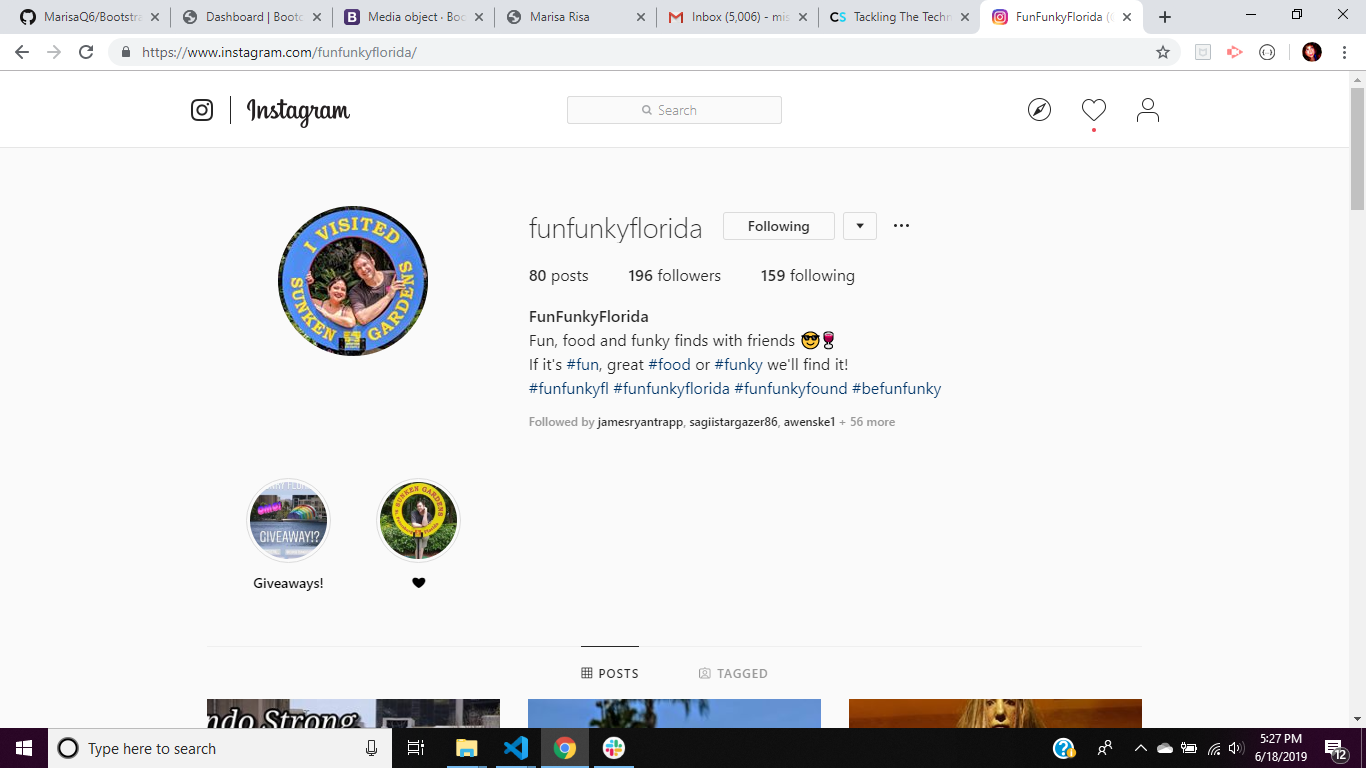 MarisaQ6/Bootstra
Dashboard | Bootc
Media object · Boo
Marisa Risa
Inbox (5,006) - mis
CS Tackling The Techn
FunFunkyFlorida (
https://www.instagram.com/funfunkyflorida/
Instagram
Search
funfunkyflorida
Following
80 posts 196 followers 159 following
FunFunkyFlorida
Fun, food and funky finds with friends 😎🍷
If it's #fun, great #food or #funky we'll find it!
#funfunkyfl #funfunkyflorida #funfunkyfound #befunfunky
Followed by jamesryantrapp, sagiistargazer86, awenske1 + 56 more
I VISITED
SUNKEN GARDENS
GIVEAWAY!?
SUNKEN GARDENS
Giveaways!
♥
POSTS TAGGED
ndo Strong
Type here to search
5:27 PM
6/18/2019
12